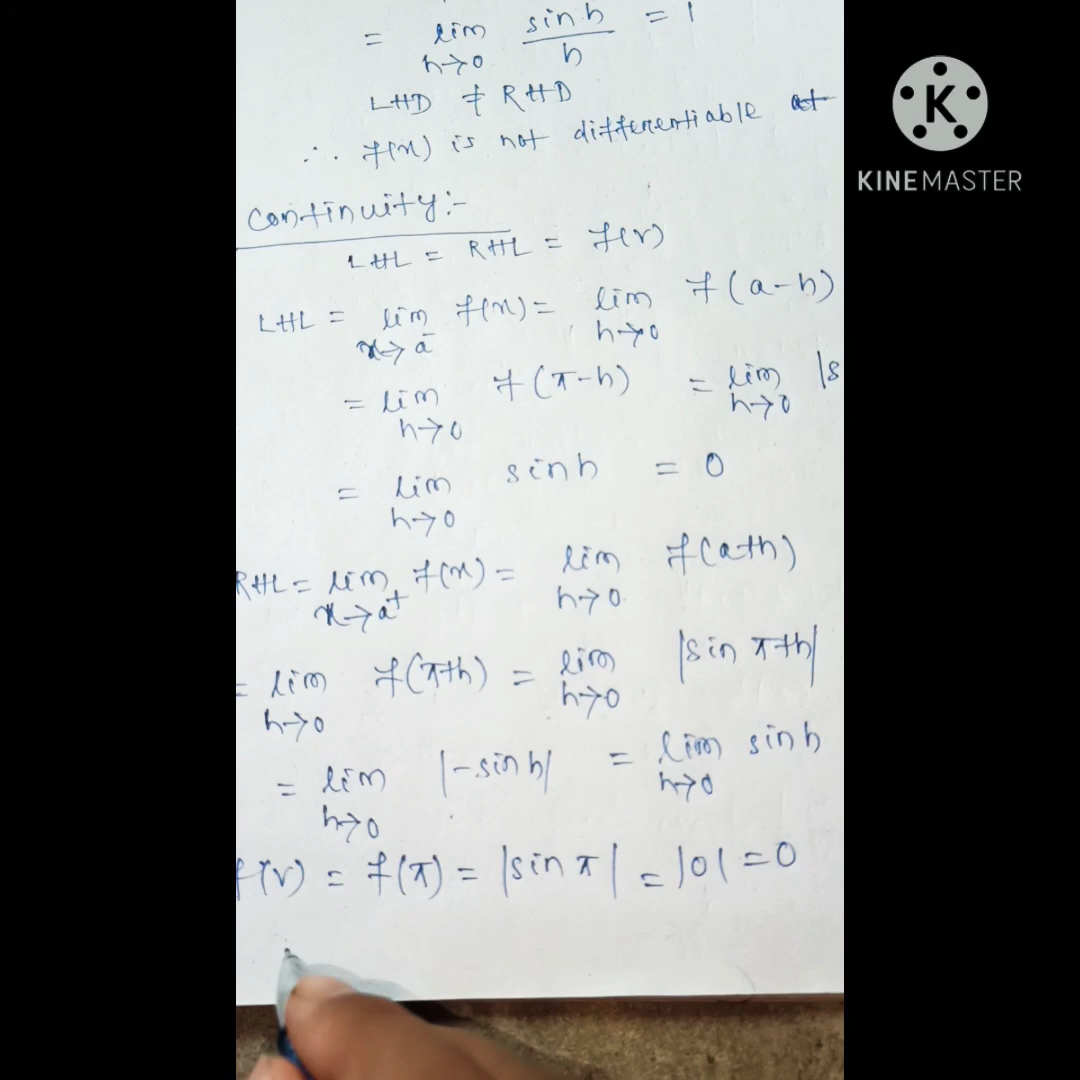 = lim h→0 sin h / h = 1
LHD ≠ RHD
∴ f(x) is not differentiable at
Continuity:-
LHL = RHL = f(v)
LHL = lim x→a⁻ f(x) = lim h→0 f(a-h)
= lim h→0 f(π-h) = lim h→0 |s
= lim h→0 sin h = 0
RHL = lim x→a⁺ f(x) = lim h→0 f(a+h)
= lim h→0 f(π+h) = lim h→0 |sin π+h|
= lim h→0 |-sin h| = lim h→0 sin h
f(v) = f(π) = |sin π| = |0| = 0
K
KINEMASTER